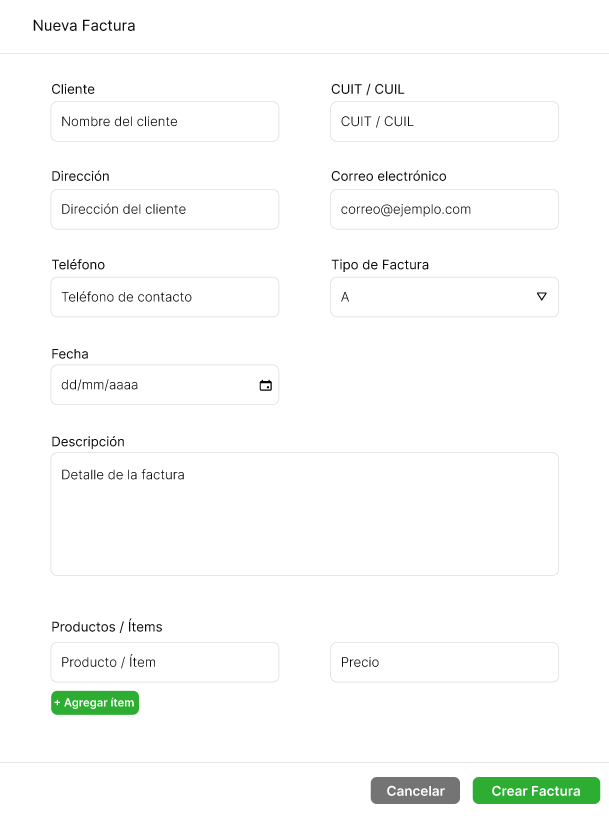 Nueva Factura
Cliente
CUIT / CUIL
Nombre del cliente
CUIT / CUIL
Dirección
Correo electrónico
Dirección del cliente
correo@ejemplo.com
Teléfono
Tipo de Factura
Teléfono de contacto
A
Fecha
dd/mm/aaaa
Descripción
Detalle de la factura
Productos / Ítems
Producto / Ítem
Precio
+ Agregar ítem
Cancelar
Crear Factura